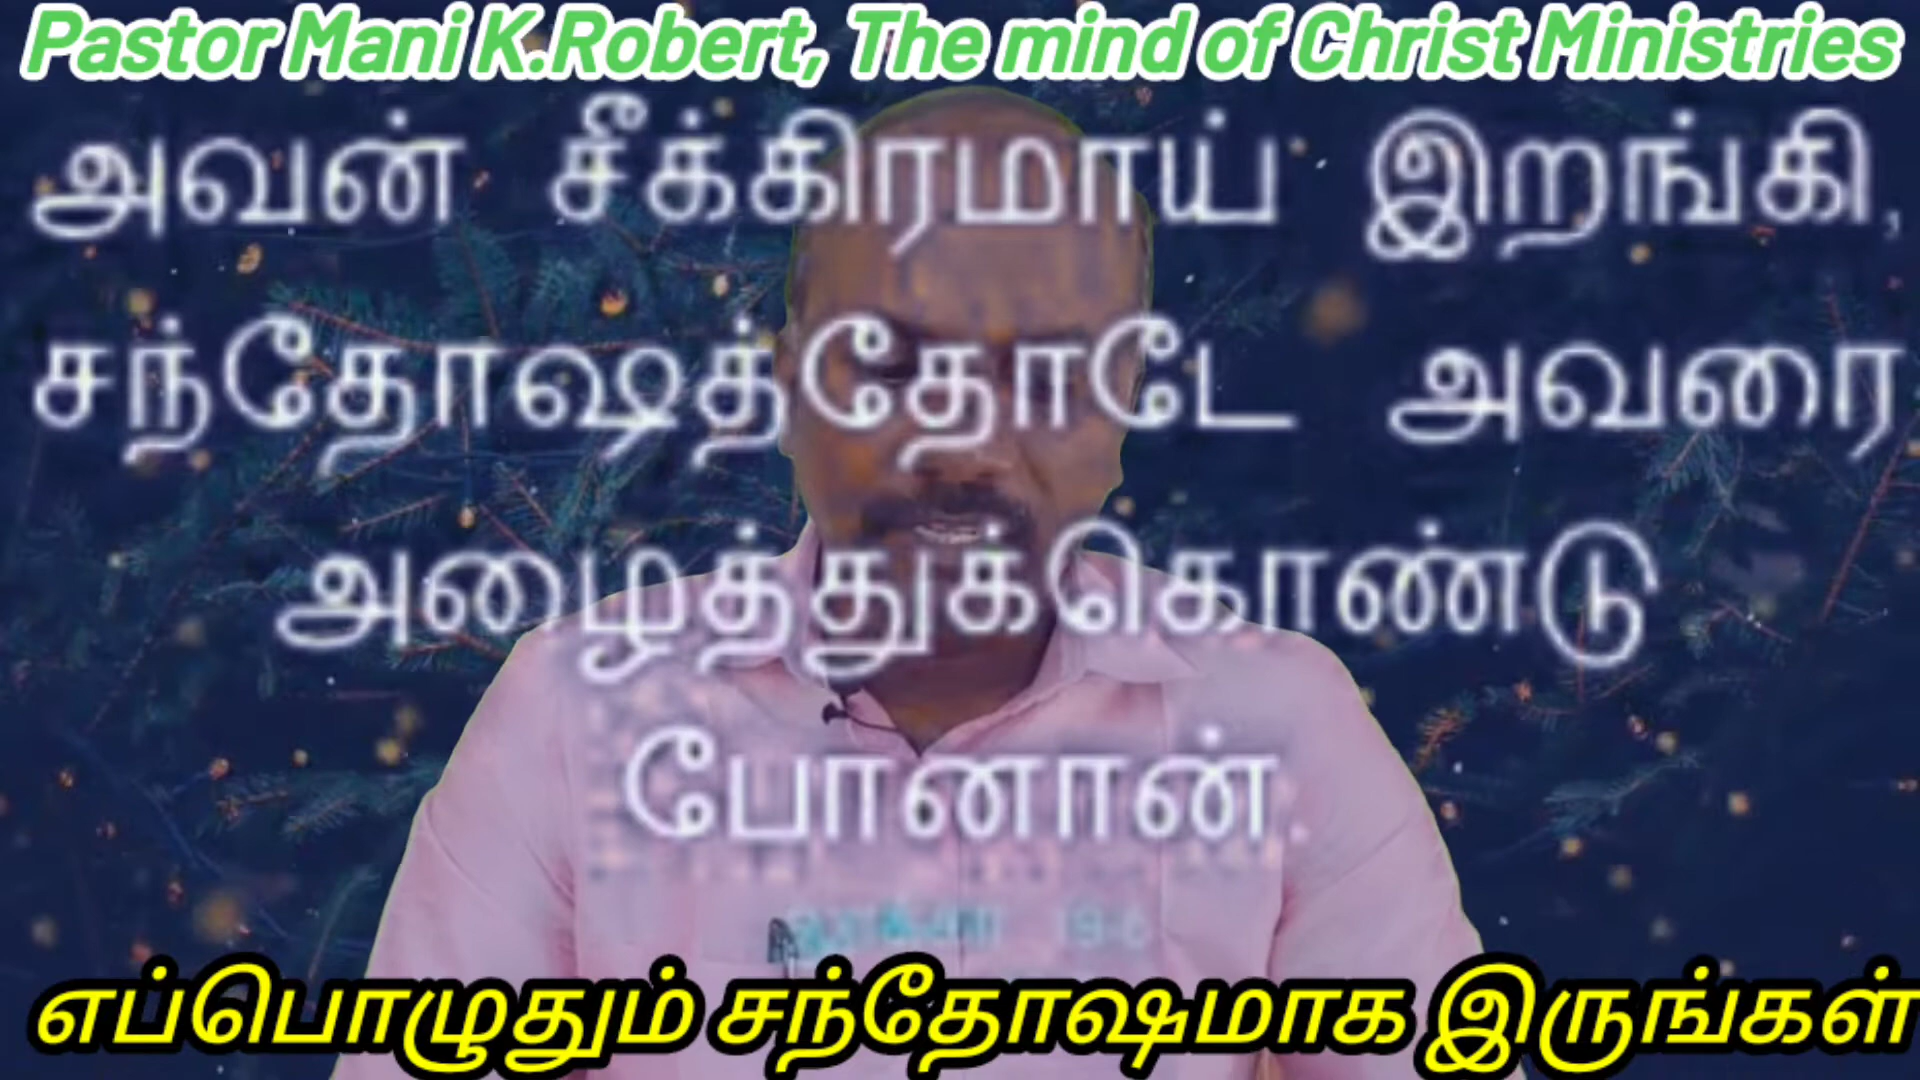 Pastor Mani K.Robert, The mind of Christ Ministries
அவன் சீக்கிரமாய் இறங்கி,
சந்தோஷத்தோடே அவரை
அழைத்துக்கொண்டு
போனான்.
எப்பொழுதும் சந்தோஷமாக இருங்கள்